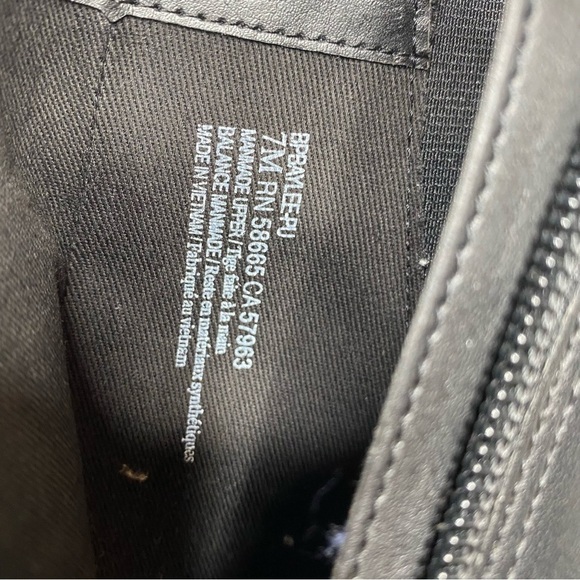 BPBAYLEE-PU
7M RN 58665 CA 57963
MANMADE UPPER / Tige faite à la main
BALANCE MANMADE / Reste en matériaux synthétiques
MADE IN VIETNAM / Fabriqué au vietnam